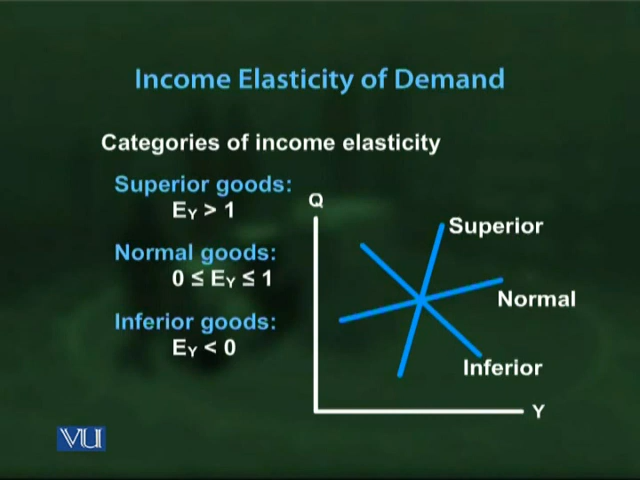 Income Elasticity of Demand
Categories of income elasticity
Superior goods:
EY > 1
Normal goods:
0 ≤ EY ≤ 1
Inferior goods:
EY < 0
Q
Superior
Normal
Inferior
Y
VU